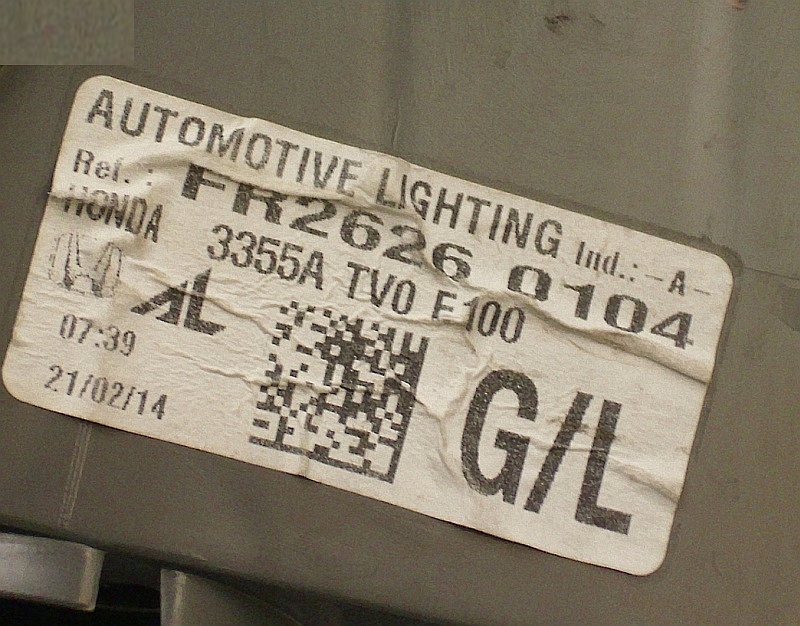 AUTOMOTIVE LIGHTING Ind.: -A-
Ref.: FR2626 0104
HONDA 3355A TV0 E100
AL
07:39
21/02/14
G/L